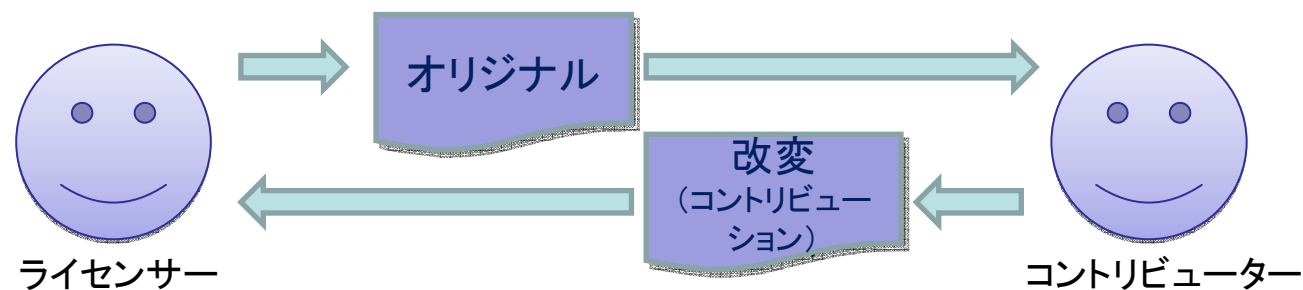 オリジナル
改変
（コントリビュー
ション）
ライセンサー
コントリビューター